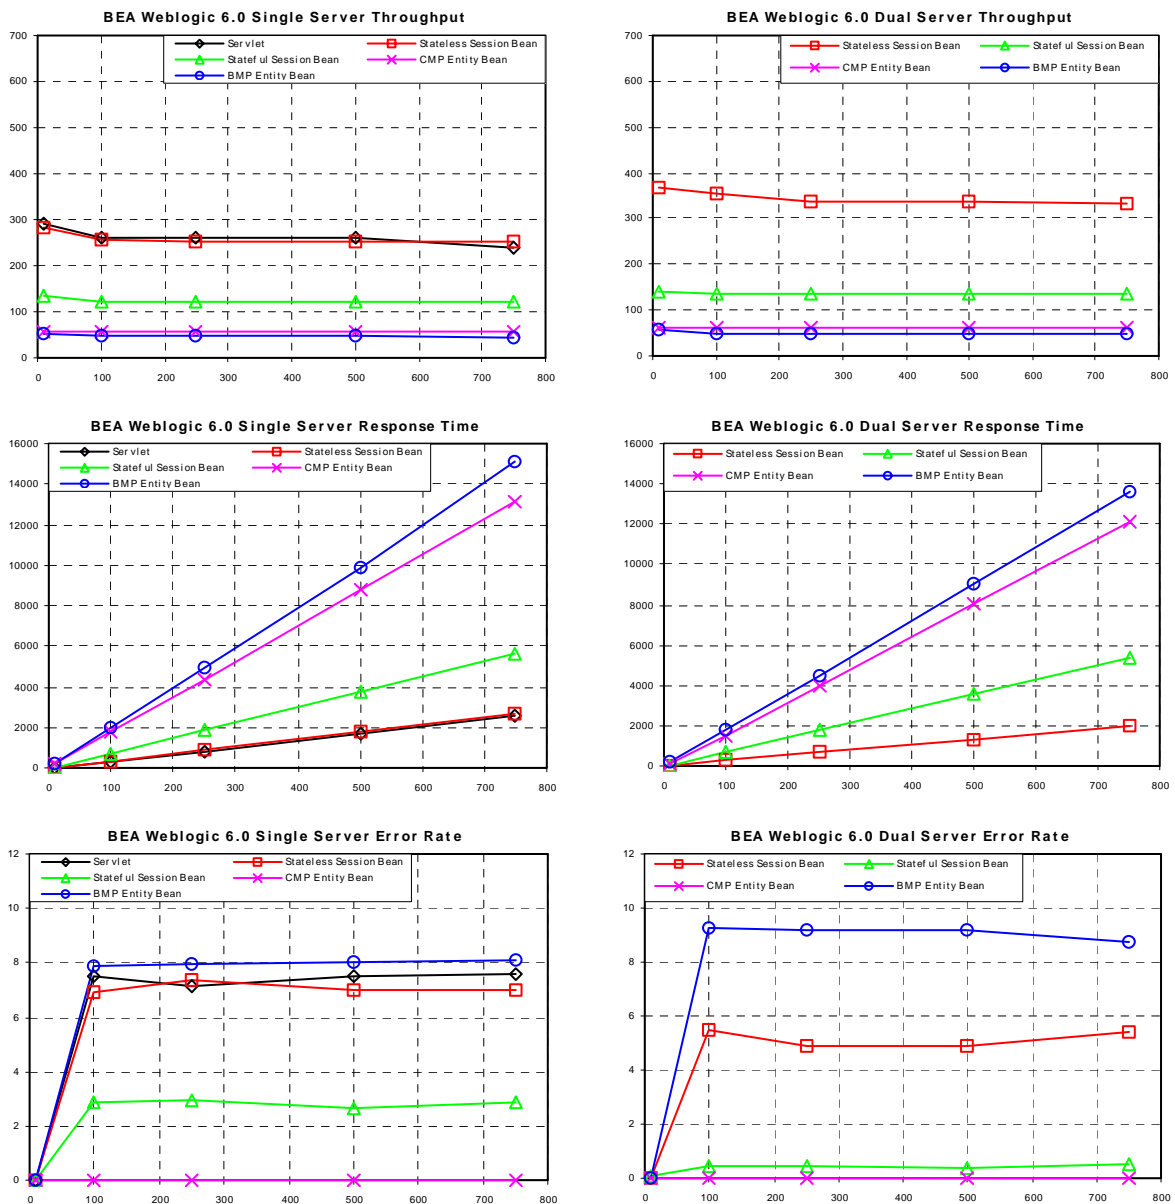 BEA Weblogic 6.0 Single Server Throughput
Servlet Stateless Session Bean
Stateful Session Bean CMP Entity Bean
BMP Entity Bean
700
600
500
400
300
200
100
0
0 100 200 300 400 500 600 700 800
BEA Weblogic 6.0 Dual Server Throughput
Stateless Session Bean Stateful Session Bean
CMP Entity Bean BMP Entity Bean
700
600
500
400
300
200
100
0
0 100 200 300 400 500 600 700 800
BEA Weblogic 6.0 Single Server Response Time
Servlet Stateless Session Bean
Stateful Session Bean CMP Entity Bean
BMP Entity Bean
16000
14000
12000
10000
8000
6000
4000
2000
0
0 100 200 300 400 500 600 700 800
BEA Weblogic 6.0 Dual Server Response Time
Stateless Session Bean Stateful Session Bean
CMP Entity Bean BMP Entity Bean
16000
14000
12000
10000
8000
6000
4000
2000
0
0 100 200 300 400 500 600 700 800
BEA Weblogic 6.0 Single Server Error Rate
Servlet Stateless Session Bean
Stateful Session Bean CMP Entity Bean
BMP Entity Bean
12
10
8
6
4
2
0
0 100 200 300 400 500 600 700 800
BEA Weblogic 6.0 Dual Server Error Rate
Stateless Session Bean Stateful Session Bean
CMP Entity Bean BMP Entity Bean
12
10
8
6
4
2
0
0 100 200 300 400 500 600 700 800